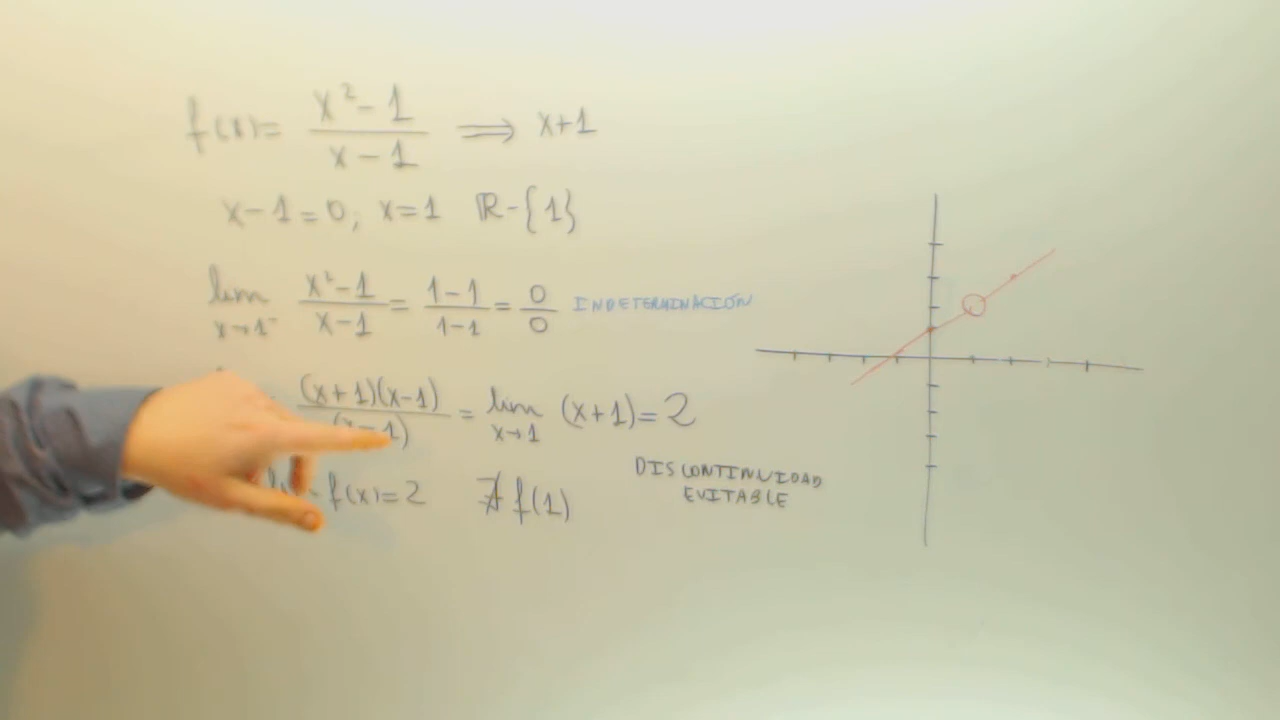 f(x)= x²-1 / x-1 ⟹ x+1
x-1=0, x=1 ℝ-{1}
lim x→1⁻ x²-1 / x-1 = 1-1 / 1-1 = 0 / 0 INDETERMINACIÓN
(x+1)(x-1) / (x-1) = lim x→1 (x+1)=2
f(x)=2 ∄ f(1)
DISCONTINUIDAD
EVITABLE